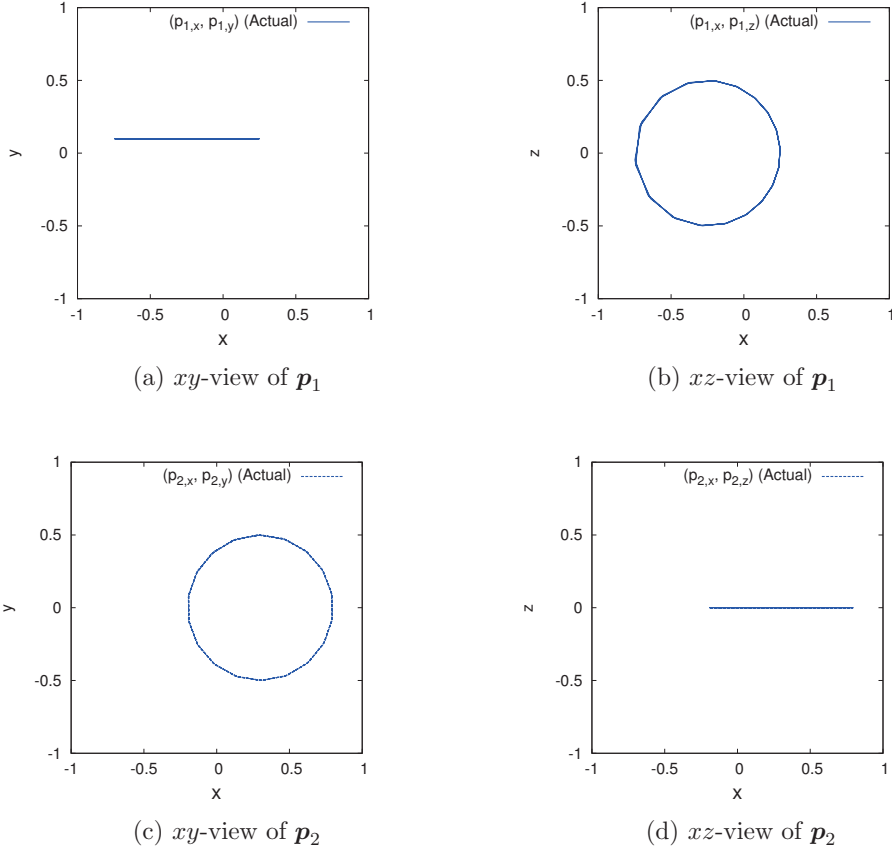 (p1,x, p1,y) (Actual)
1
0.5
0
-0.5
-1
-1 -0.5 0 0.5 1
y
x
(a) xy-view of p1
(p1,x, p1,z) (Actual)
1
0.5
0
-0.5
-1
-1 -0.5 0 0.5 1
z
x
(b) xz-view of p1
(p2,x, p2,y) (Actual)
1
0.5
0
-0.5
-1
-1 -0.5 0 0.5 1
y
x
(c) xy-view of p2
(p2,x, p2,z) (Actual)
1
0.5
0
-0.5
-1
-1 -0.5 0 0.5 1
z
x
(d) xz-view of p2